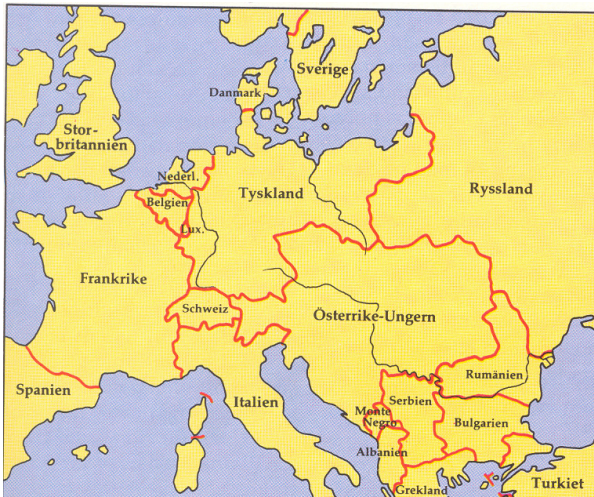 Sverige
Danmark
Stor-
britannien
Nederl.
Belgien
Tyskland
Ryssland
Lux.
Frankrike
Schweiz
Österrike-Ungern
Rumänien
Spanien
Italien
Serbien
Monte
Negro
Bulgarien
Albanien
Grekland
Turkiet